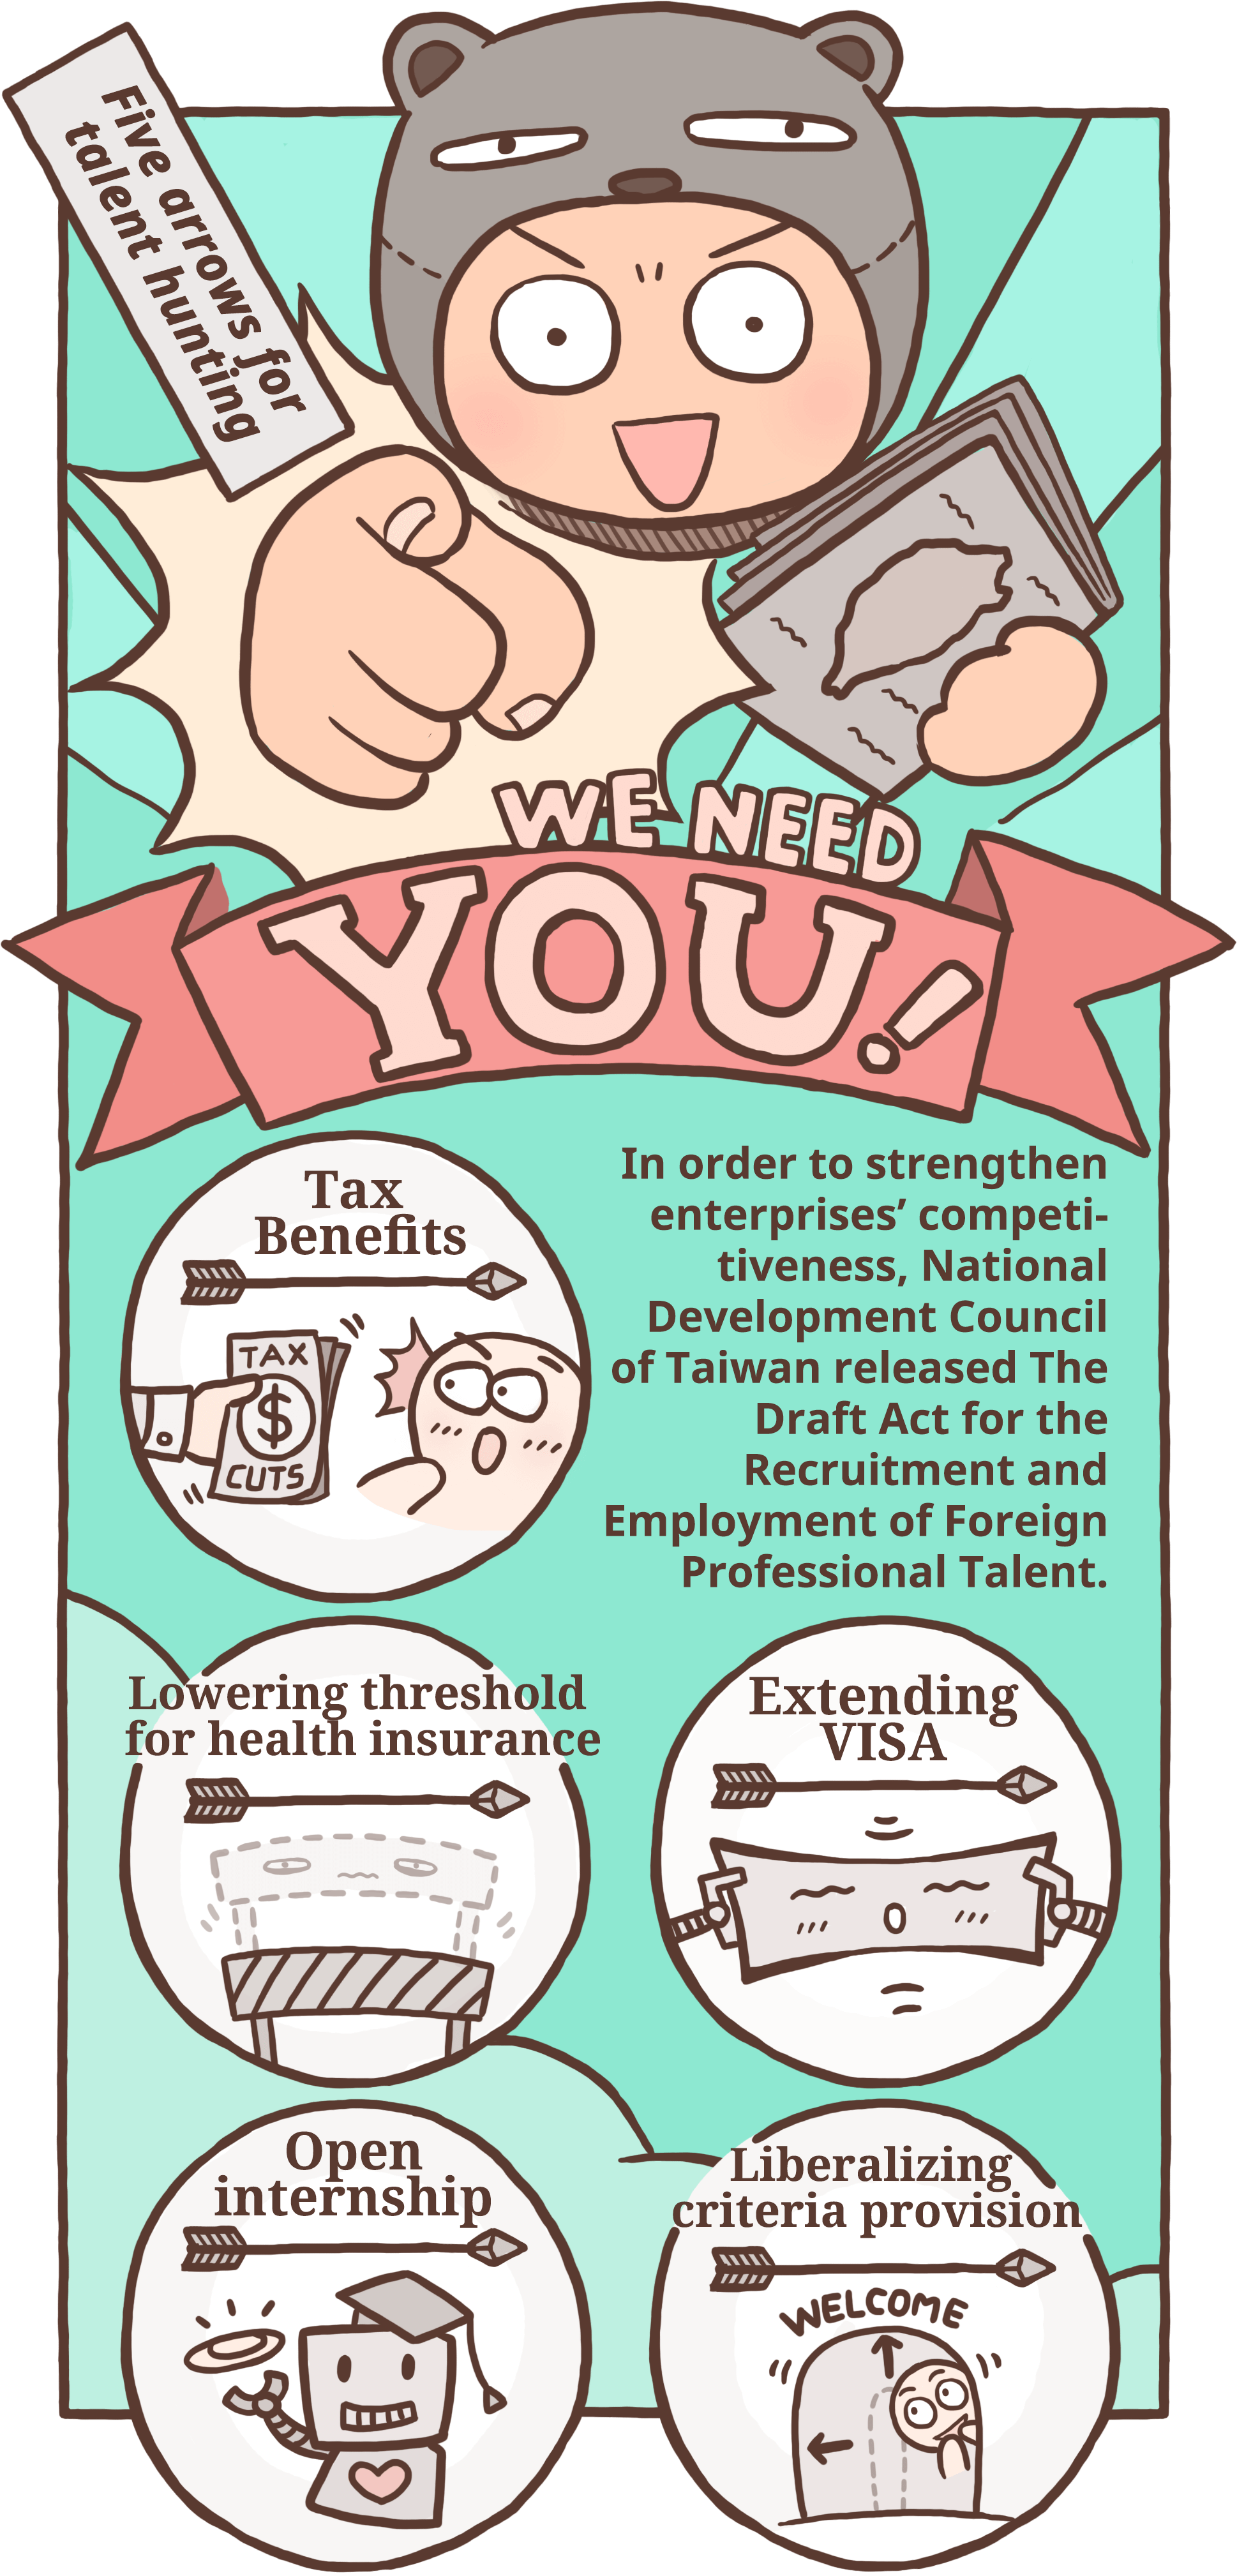 Five arrows for
talent hunting
WE NEED
YOU!
Tax
Benefits
TAX
$
CUTS
In order to strengthen
enterprises’ competi-
tiveness, National
Development Council
of Taiwan released The
Draft Act for the
Recruitment and
Employment of Foreign
Professional Talent.
Lowering threshold
for health insurance
Extending
VISA
Open
internship
Liberalizing
criteria provision
WELCOME